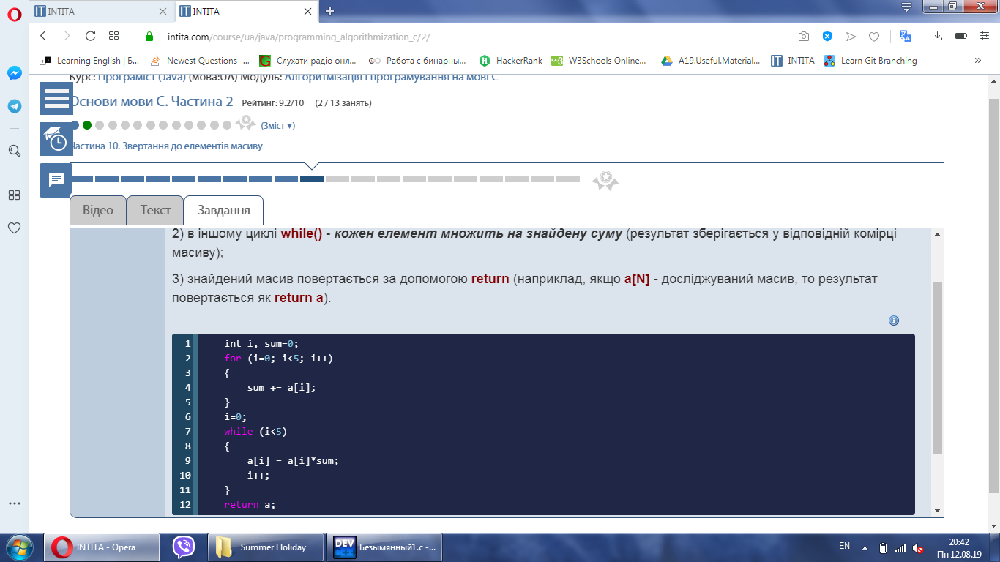 INTITA
INTITA
intita.com/course/ua/java/programming_algorithmization_c/2/
Learning English | Б...
Newest Questions -...
Слухати радіо онл...
Работа с бинарны...
HackerRank
W3Schools Online...
A19.Useful.Material...
INTITA
Learn Git Branching
Курс: Програміст (Java) (мова:UA) Модуль: Алгоритмізація і програмування на мові С
Основи мови С. Частина 2 Рейтинг: 9.2/10 (2 / 13 занять)
(Зміст ▾)
Частина 10. Звертання до елементів масиву
Відео Текст Завдання
2) в іншому циклі while() - кожен елемент множить на знайдену суму (результат зберігається у відповідній комірці
масиву);
3) знайдений масив повертається за допомогою return (наприклад, якщо a[N] - досліджуваний масив, то результат
повертається як return a).
1 int i, sum=0;
2 for (i=0; i<5; i++)
3 {
4 sum += a[i];
5 }
6 i=0;
7 while (i<5)
8 {
9 a[i] = a[i]*sum;
10 i++;
11 }
12 return a;
INTITA - Opera
Summer Holiday
DEV
Безымянный1.c -...
EN
20:42
Пн 12.08.19